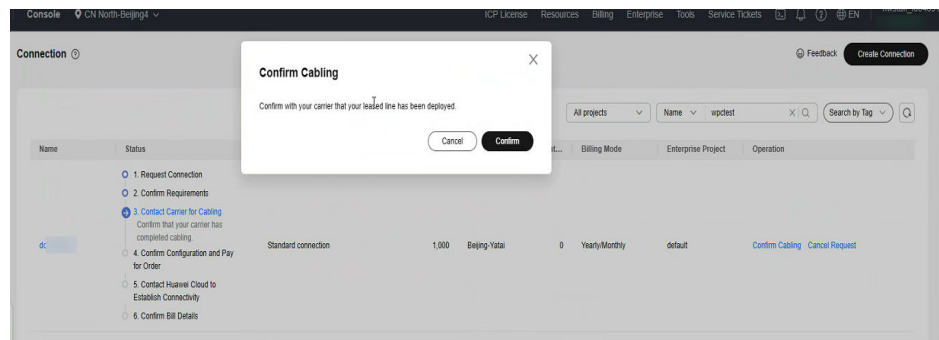 Console CN North-Beijing4 ICP License Resources Billing Enterprise Tools Service Tickets EN
Connection Feedback Create Connection
Confirm Cabling
Confirm with your carrier that your leased line has been deployed.
Cancel Confirm
All projects Name wpctest Search by Tag
Name Status Billing Mode Enterprise Project Operation
1. Request Connection
2. Confirm Requirements
3. Contact Carrier for Cabling
Confirm that your carrier has
completed cabling.
dc Standard connection 1,000 Beijing-Yatai 0 Yearly/Monthly default Confirm Cabling Cancel Request
4. Confirm Configuration and Pay
for Order
5. Contact Huawei Cloud to
Establish Connectivity
6. Confirm Bill Details